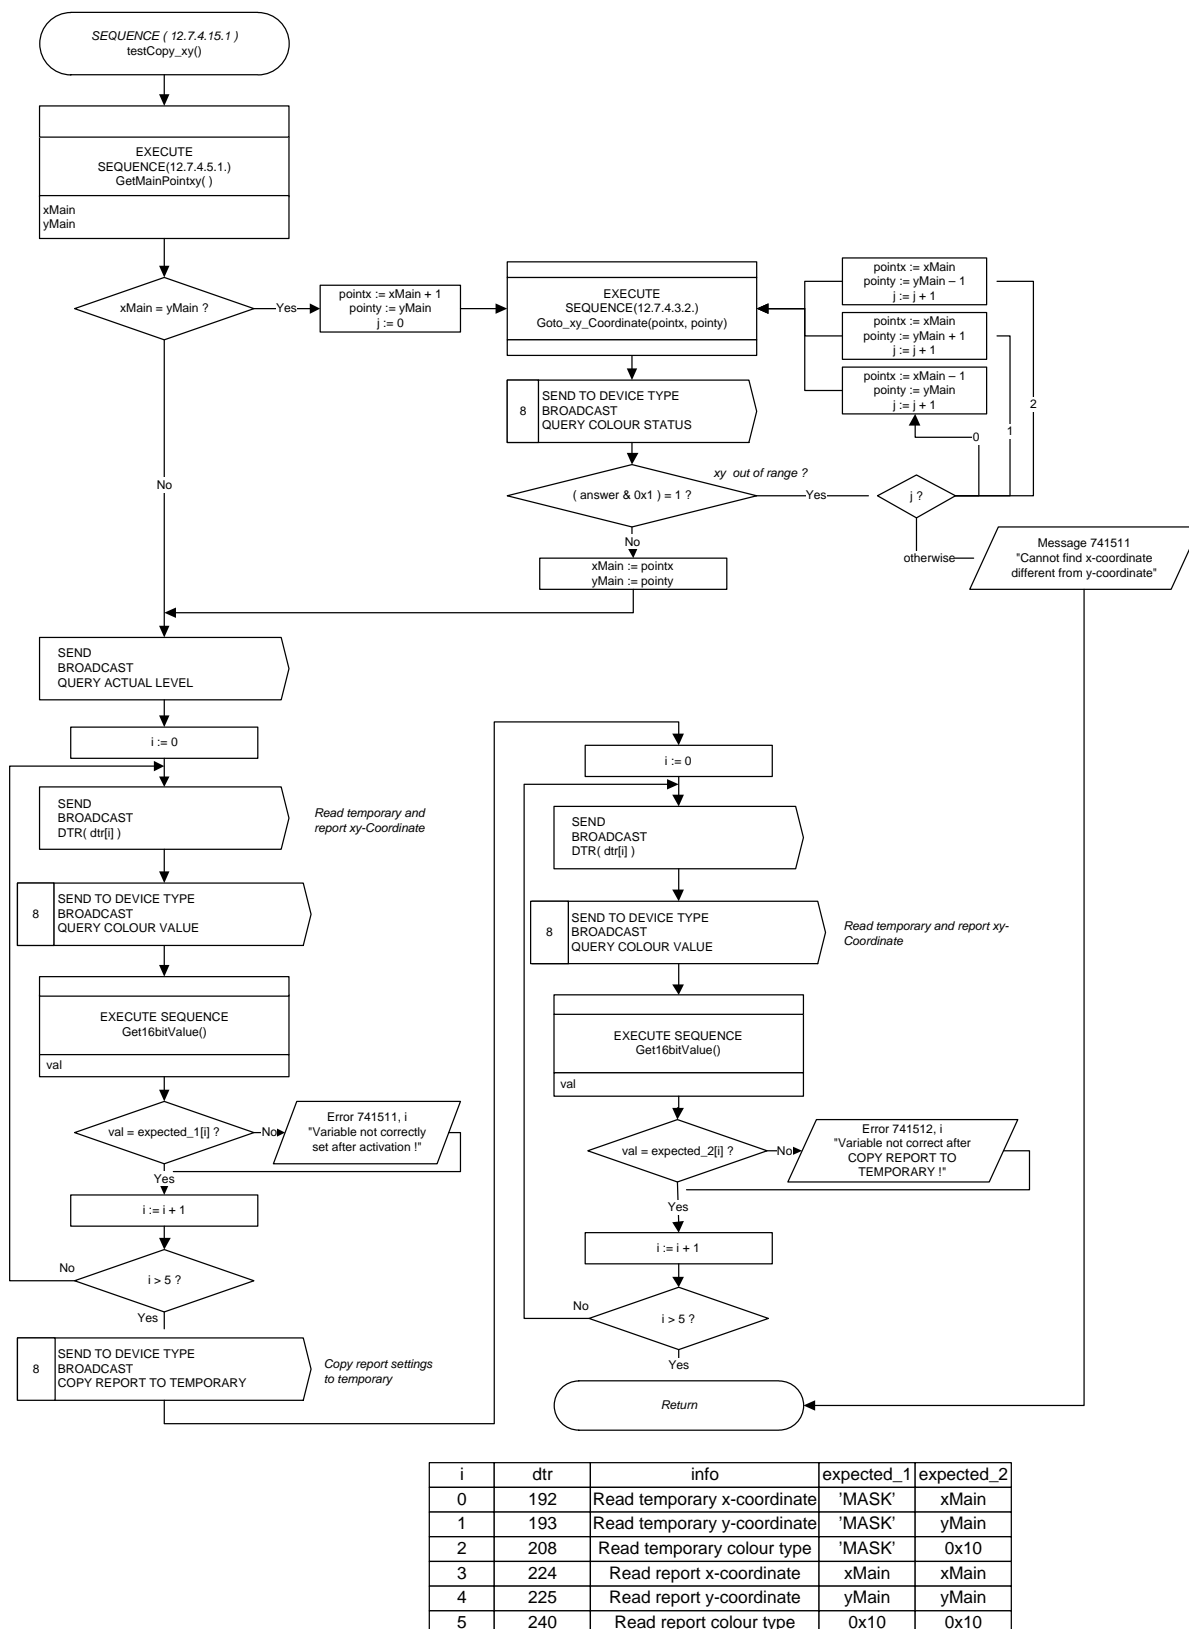 SEQUENCE ( 12.7.4.15.1 )
testCopy_xy()
EXECUTE
SEQUENCE(12.7.4.5.1.)
GetMainPointxy( )
xMain
yMain
xMain = yMain ?
Yes
No
pointx := xMain + 1
pointy := yMain
j := 0
EXECUTE
SEQUENCE(12.7.4.3.2.)
Goto_xy_Coordinate(pointx, pointy)
pointx := xMain
pointy := yMain – 1
j := j + 1
pointx := xMain
pointy := yMain + 1
j := j + 1
pointx := xMain – 1
pointy := yMain
j := j + 1
2
1
0
8
SEND TO DEVICE TYPE
BROADCAST
QUERY COLOUR STATUS
xy out of range ?
( answer & 0x1 ) = 1 ?
Yes
j ?
No
otherwise
Message 741511
"Cannot find x-coordinate
different from y-coordinate"
xMain := pointx
yMain := pointy
SEND
BROADCAST
QUERY ACTUAL LEVEL
i := 0
SEND
BROADCAST
DTR( dtr[i] )
Read temporary and
report xy-Coordinate
8
SEND TO DEVICE TYPE
BROADCAST
QUERY COLOUR VALUE
EXECUTE SEQUENCE
Get16bitValue()
val
val = expected_1[i] ?
No
Error 741511, i
"Variable not correctly
set after activation !"
Yes
i := i + 1
i > 5 ?
No
Yes
8
SEND TO DEVICE TYPE
BROADCAST
COPY REPORT TO TEMPORARY
Copy report settings
to temporary
i := 0
SEND
BROADCAST
DTR( dtr[i] )
8
SEND TO DEVICE TYPE
BROADCAST
QUERY COLOUR VALUE
Read temporary and report xy-
Coordinate
EXECUTE SEQUENCE
Get16bitValue()
val
val = expected_2[i] ?
No
Error 741512, i
"Variable not correct after
COPY REPORT TO
TEMPORARY !"
Yes
i := i + 1
i > 5 ?
No
Yes
Return
i dtr info expected_1 expected_2
0 192 Read temporary x-coordinate 'MASK' xMain
1 193 Read temporary y-coordinate 'MASK' yMain
2 208 Read temporary colour type 'MASK' 0x10
3 224 Read report x-coordinate xMain xMain
4 225 Read report y-coordinate yMain yMain
5 240 Read report colour type 0x10 0x10